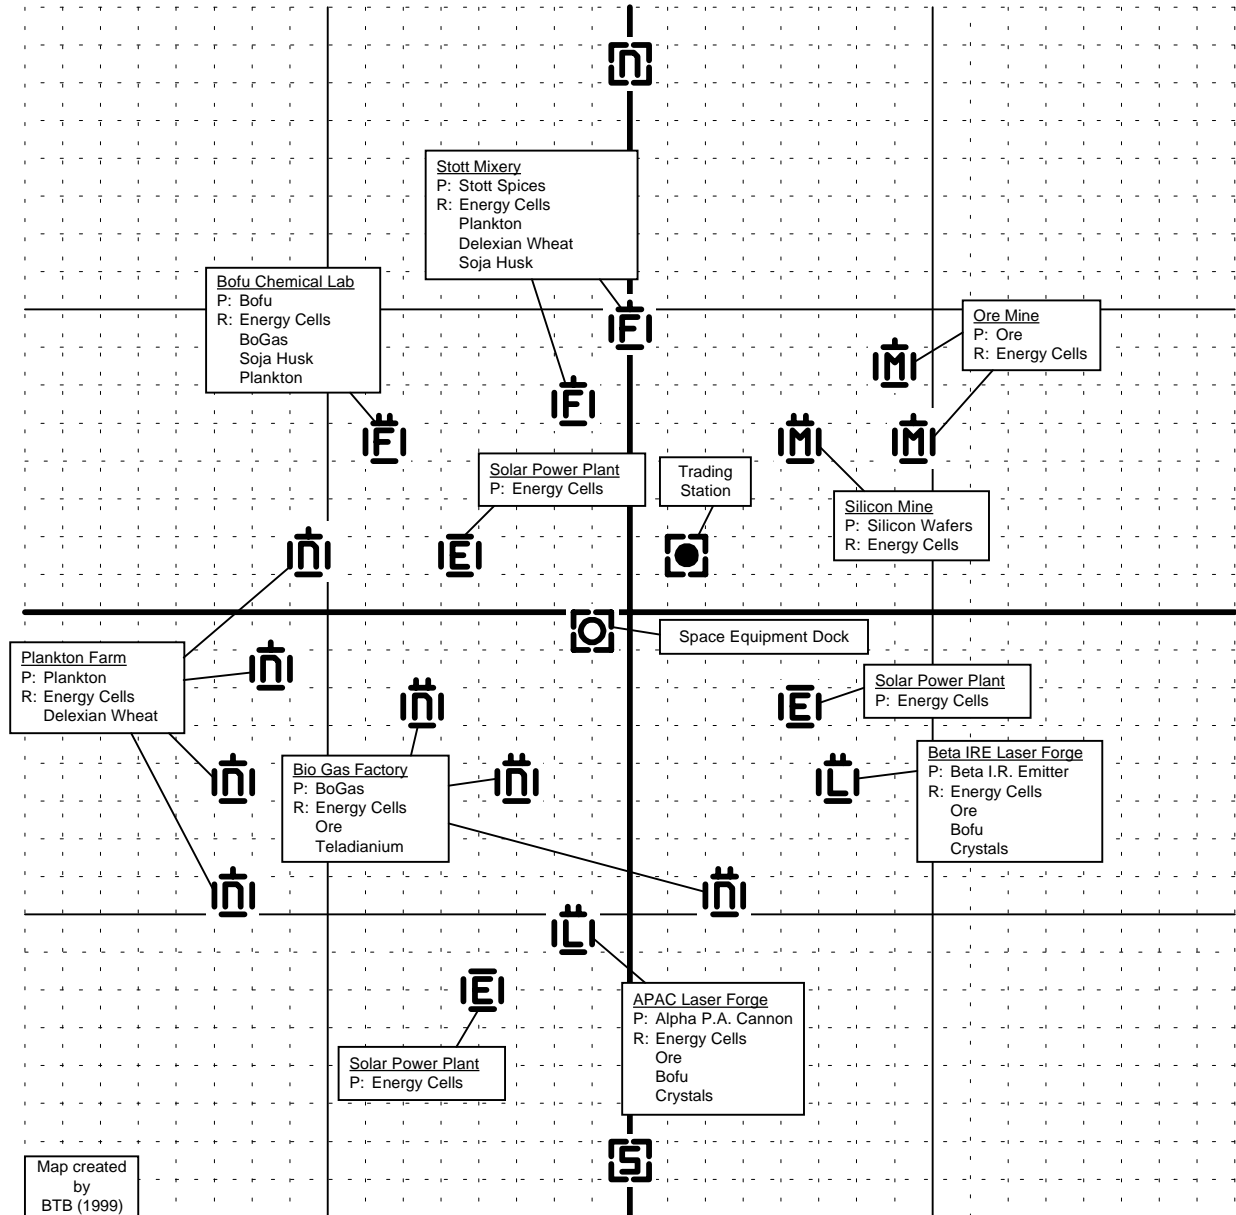 n
Stott Mixery
P: Stott Spices
R: Energy Cells
Plankton
Delexian Wheat
Soja Husk
Bofu Chemical Lab
P: Bofu
R: Energy Cells
BoGas
Soja Husk
Plankton
F
Ore Mine
P: Ore
R: Energy Cells
M
F
F
M
M
Solar Power Plant
P: Energy Cells
Trading
Station
Silicon Mine
P: Silicon Wafers
R: Energy Cells
n
E
Space Equipment Dock
Plankton Farm
P: Plankton
R: Energy Cells
Delexian Wheat
n
n
Solar Power Plant
P: Energy Cells
E
Beta IRE Laser Forge
P: Beta I.R. Emitter
R: Energy Cells
Ore
Bofu
Crystals
n
Bio Gas Factory
P: BoGas
R: Energy Cells
Ore
Teladianium
n
L
n
n
L
E
APAC Laser Forge
P: Alpha P.A. Cannon
R: Energy Cells
Ore
Bofu
Crystals
Solar Power Plant
P: Energy Cells
S
Map created
by
BTB (1999)